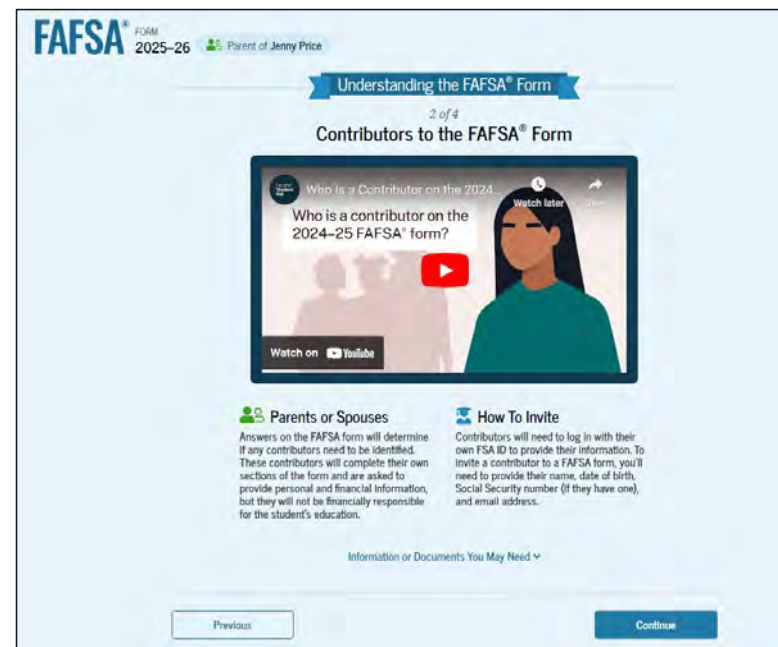 FAFSA® FORM 2025–26 Parent of Jenny Price
Understanding the FAFSA® Form
2 of 4
Contributors to the FAFSA® Form
Who is a Contributor on the 2024...
Watch later
Who is a contributor on the
2024–25 FAFSA® form?
Watch on YouTube
Parents or Spouses
Answers on the FAFSA form will determine
if any contributors need to be identified.
These contributors will complete their own
sections of the form and are asked to
provide personal and financial information,
but they will not be financially responsible
for the student's education.
How To Invite
Contributors will need to log in with their
own FSA ID to provide their information. To
invite a contributor to a FAFSA form, you'll
need to provide their name, date of birth,
Social Security number (if they have one),
and email address.
Information or Documents You May Need
Previous
Continue